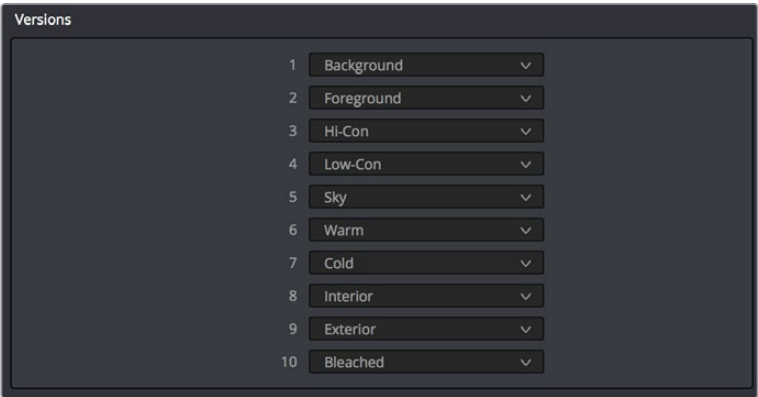 Versions
1 Background
2 Foreground
3 Hi-Con
4 Low-Con
5 Sky
6 Warm
7 Cold
8 Interior
9 Exterior
10 Bleached